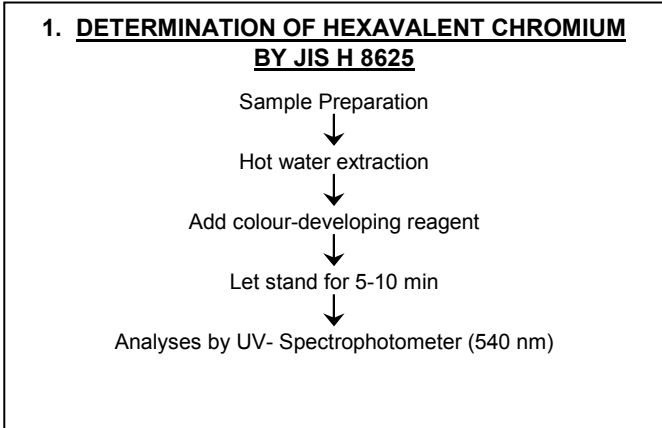 1. DETERMINATION OF HEXAVALENT CHROMIUM
BY JIS H 8625
Sample Preparation
Hot water extraction
Add colour-developing reagent
Let stand for 5-10 min
Analyses by UV- Spectrophotometer (540 nm)